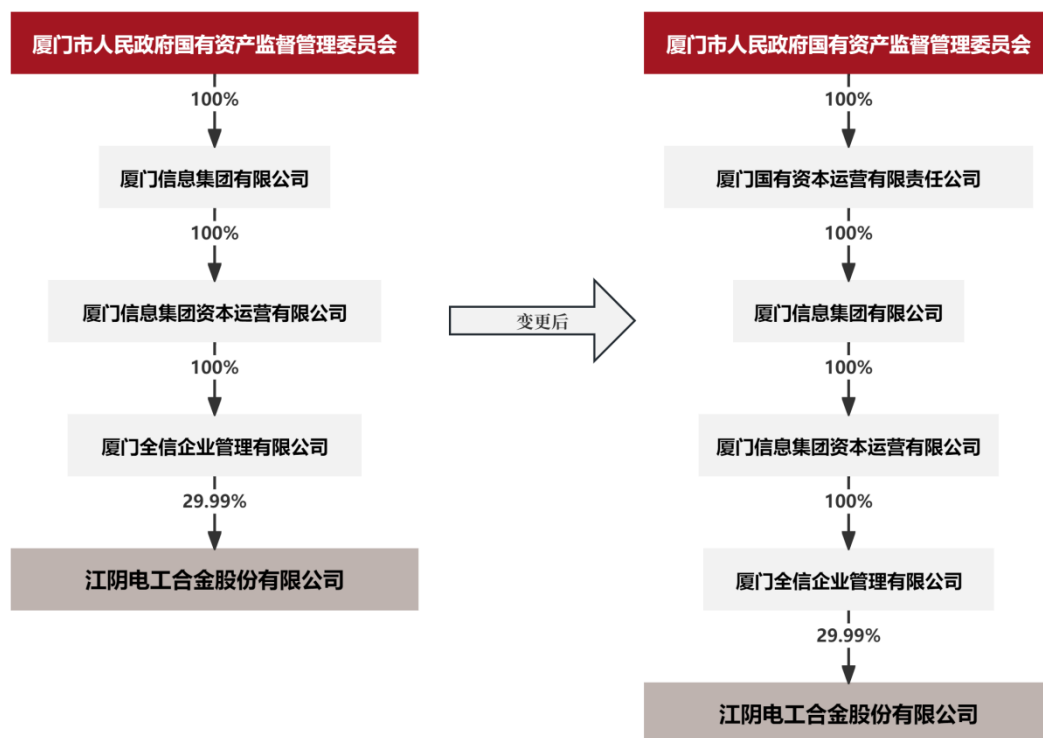 厦门市人民政府国有资产监督管理委员会
100%
厦门信息集团有限公司
100%
厦门信息集团资本运营有限公司
100%
厦门全信企业管理有限公司
29.99%
江阴电工合金股份有限公司
变更后
厦门市人民政府国有资产监督管理委员会
100%
厦门国有资本运营有限责任公司
100%
厦门信息集团有限公司
100%
厦门信息集团资本运营有限公司
100%
厦门全信企业管理有限公司
29.99%
江阴电工合金股份有限公司